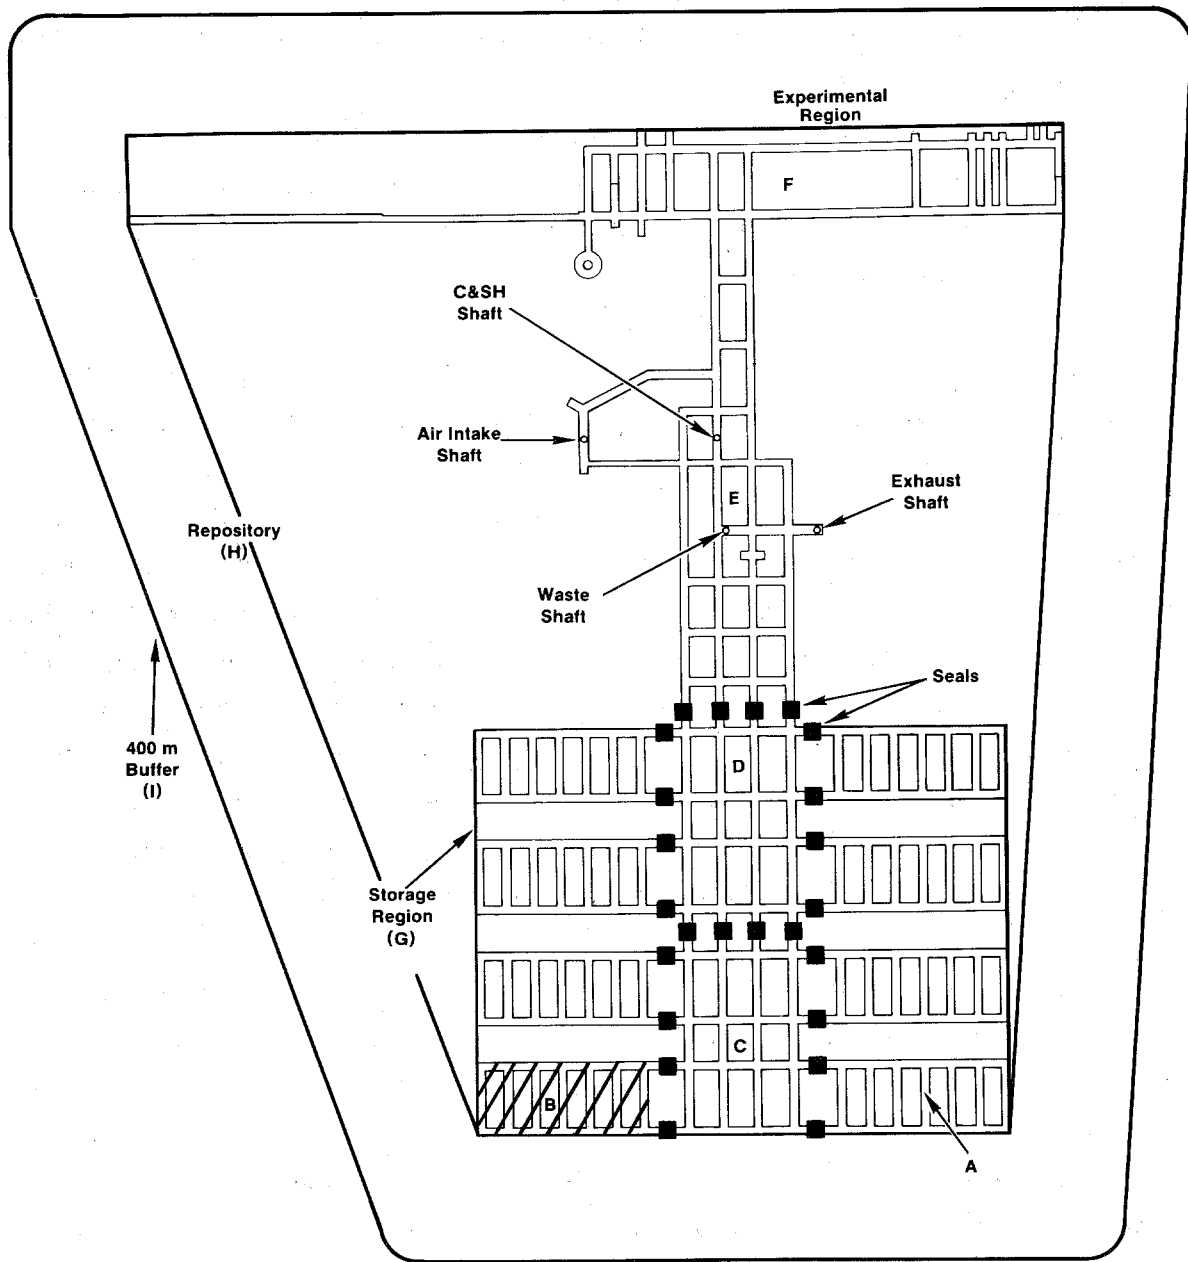 Experimental
Region
F
C&SH
Shaft
Air Intake
Shaft
E
Exhaust
Shaft
Repository
(H)
Waste
Shaft
Seals
400 m
Buffer
(I)
D
Storage
Region
(G)
C
B
A